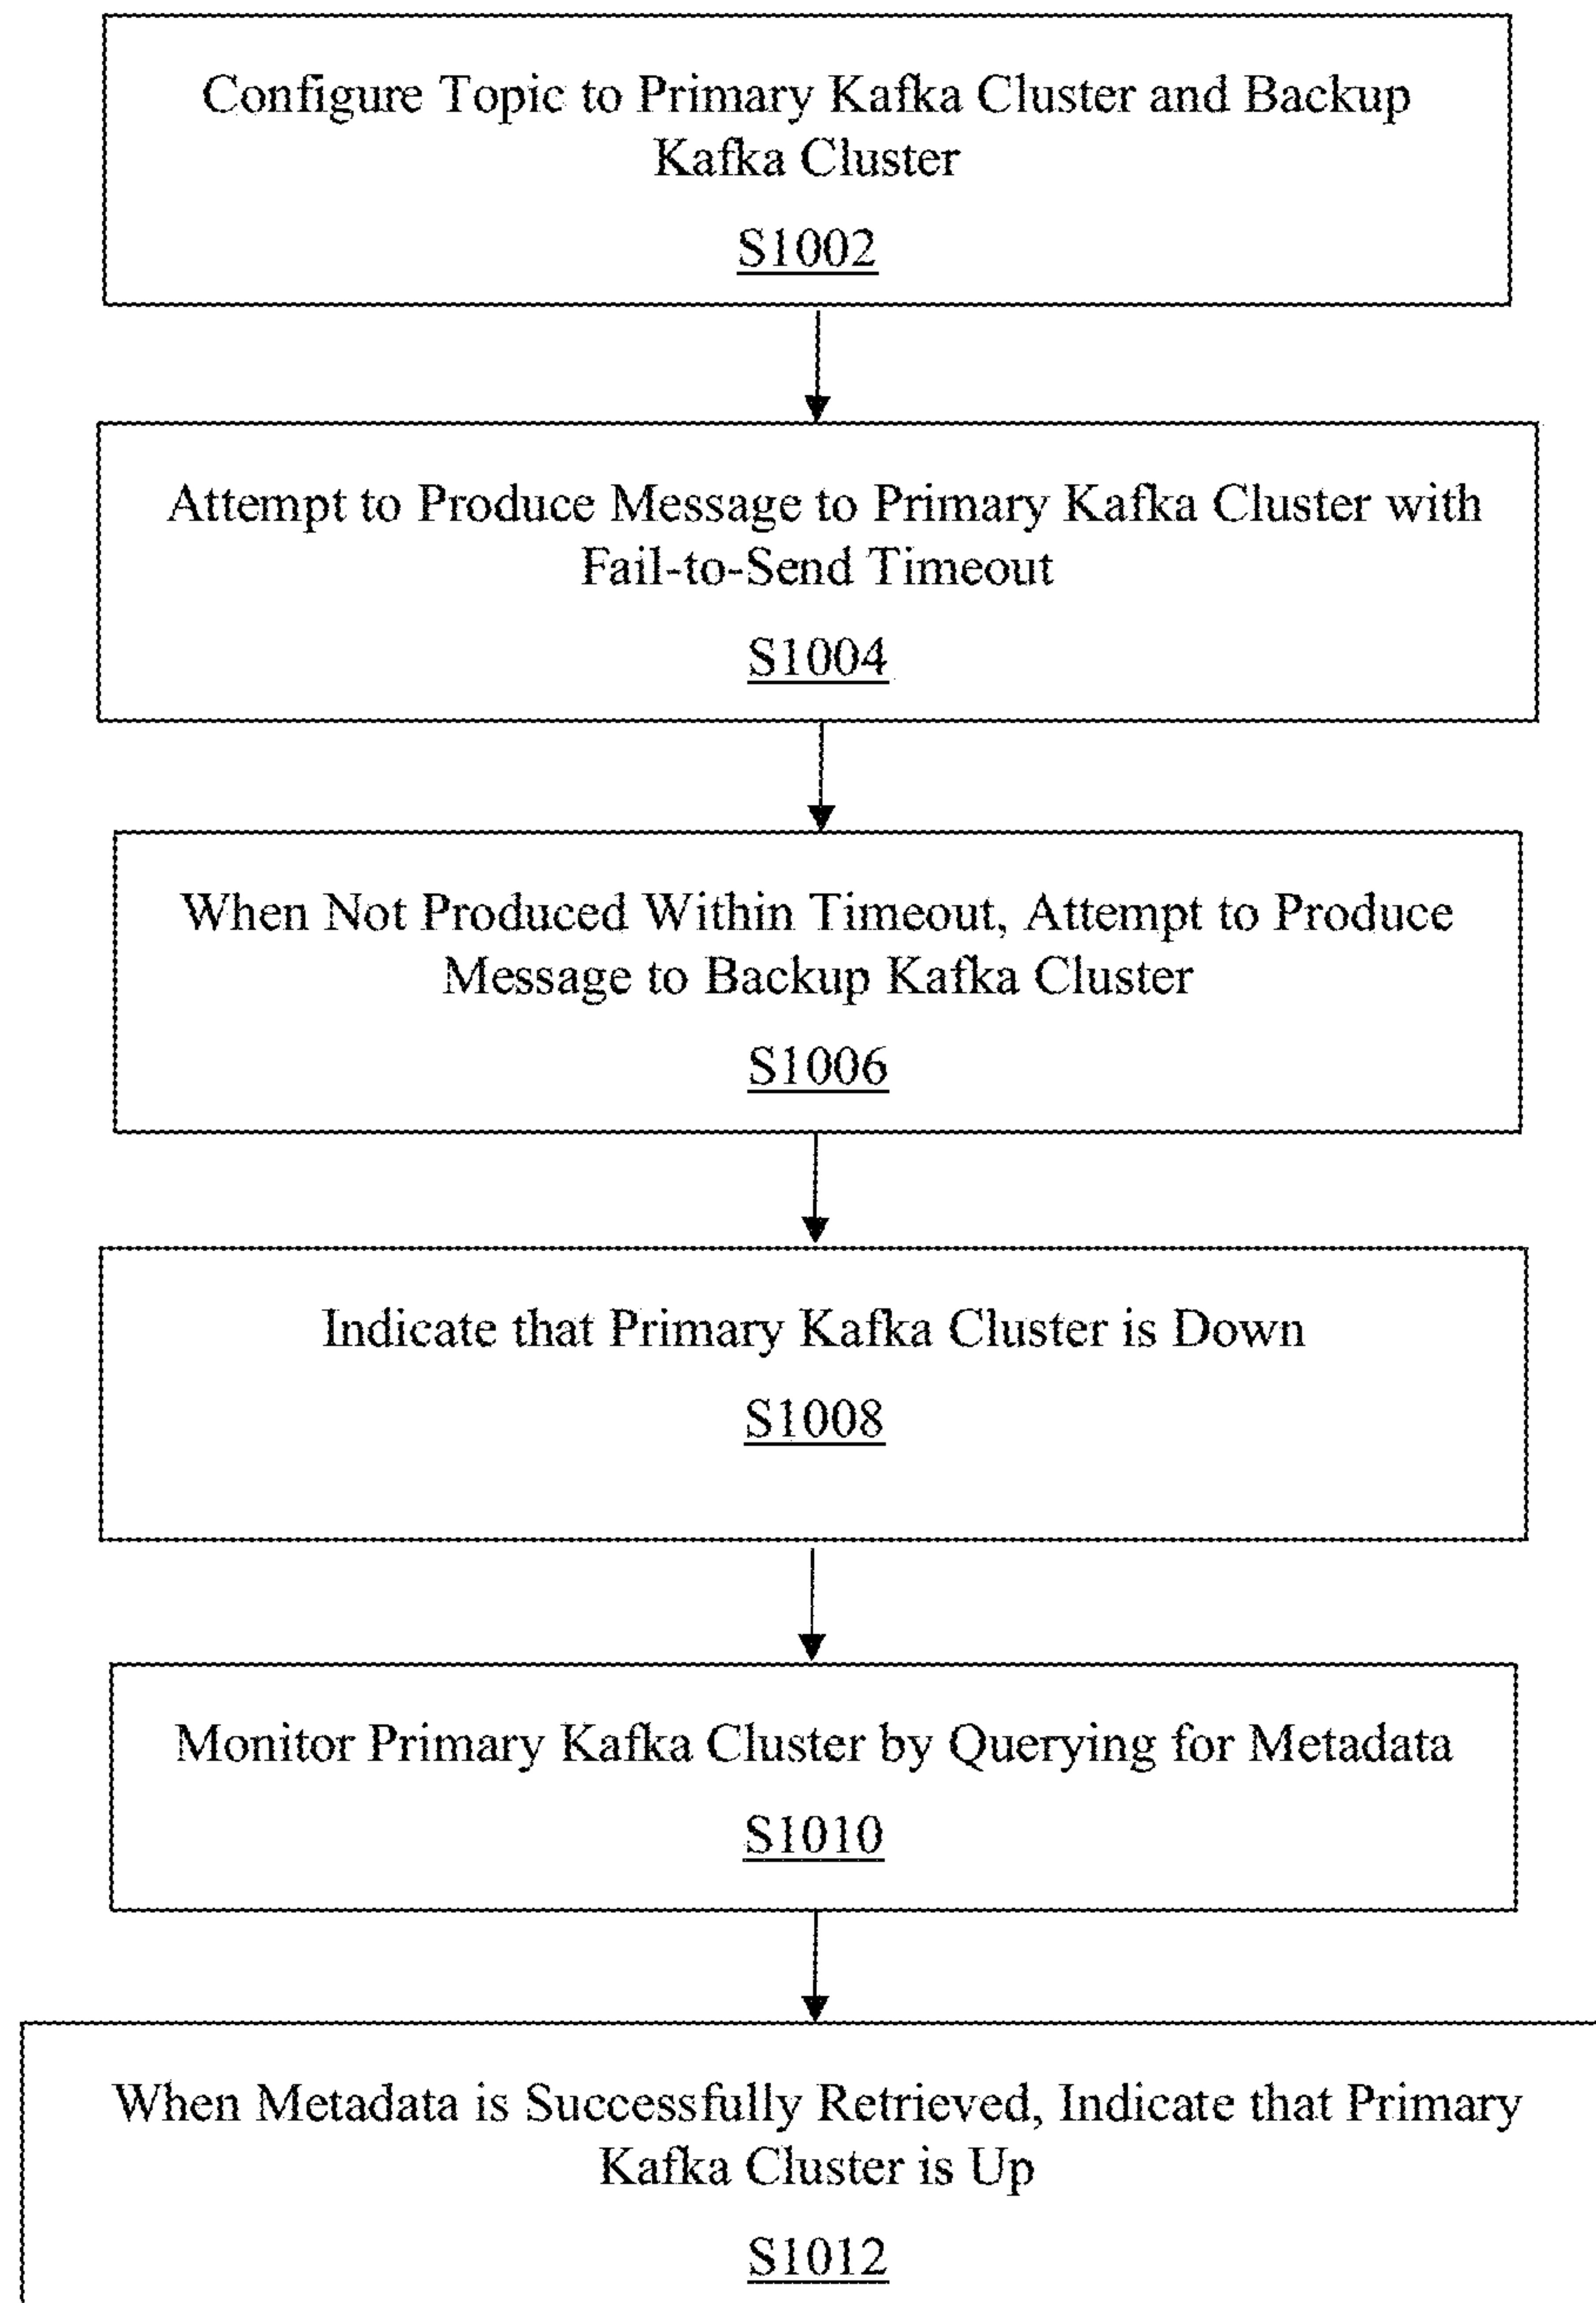 Configure Topic to Primary Kafka Cluster and Backup
Kafka Cluster
S1002
Attempt to Produce Message to Primary Kafka Cluster with
Fail-to-Send Timeout
S1004
When Not Produced Within Timeout, Attempt to Produce
Message to Backup Kafka Cluster
S1006
Indicate that Primary Kafka Cluster is Down
S1008
Monitor Primary Kafka Cluster by Querying for Metadata
S1010
When Metadata is Successfully Retrieved, Indicate that Primary
Kafka Cluster is Up
S1012